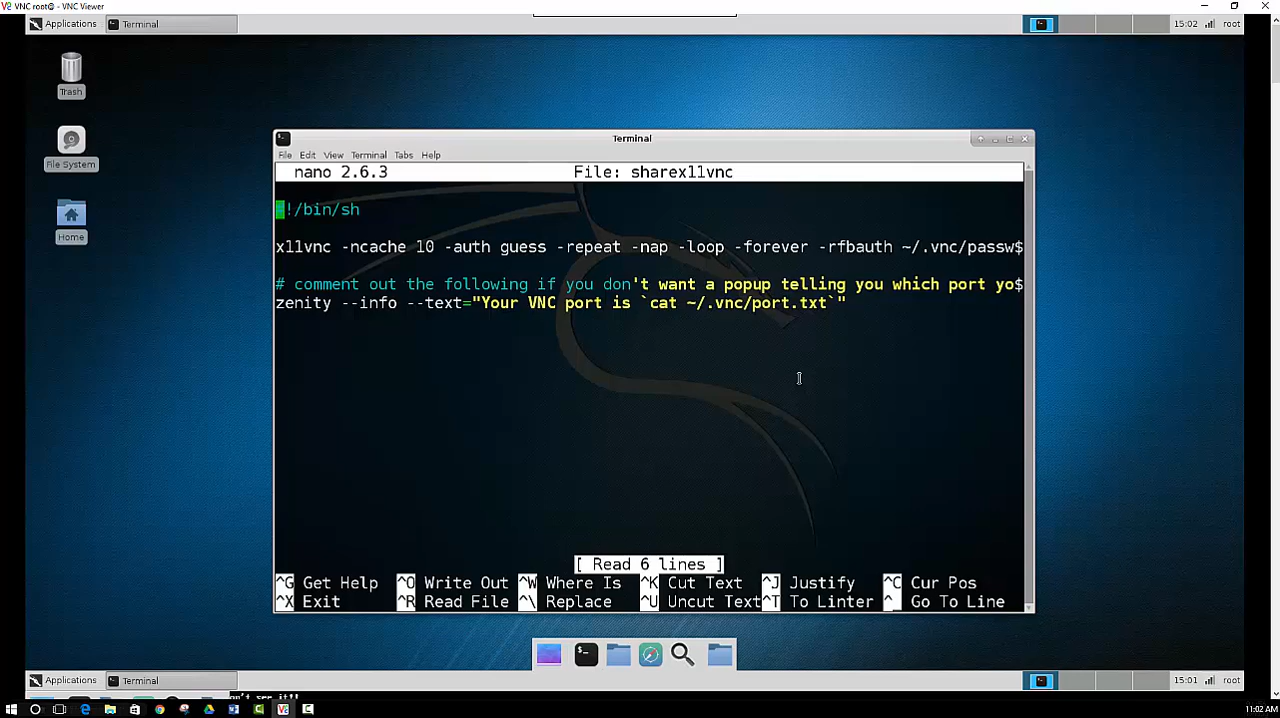 VNC root@ - VNC Viewer
Applications Terminal 15:02 root
Trash
File System
Home
Terminal
File Edit View Terminal Tabs Help
nano 2.6.3 File: sharex11vnc
#!/bin/sh
x11vnc -ncache 10 -auth guess -repeat -nap -loop -forever -rfbauth ~/.vnc/passw$
# comment out the following if you don't want a popup telling you which port yo$
zenity --info --text="Your VNC port is `cat ~/.vnc/port.txt`"
[ Read 6 lines ]
^G Get Help ^O Write Out ^W Where Is ^K Cut Text ^J Justify ^C Cur Pos
^X Exit ^R Read File ^\ Replace ^U Uncut Text ^T To Linter ^_ Go To Line
Applications Terminal 15:01 root
on't see it!!
11:02 AM